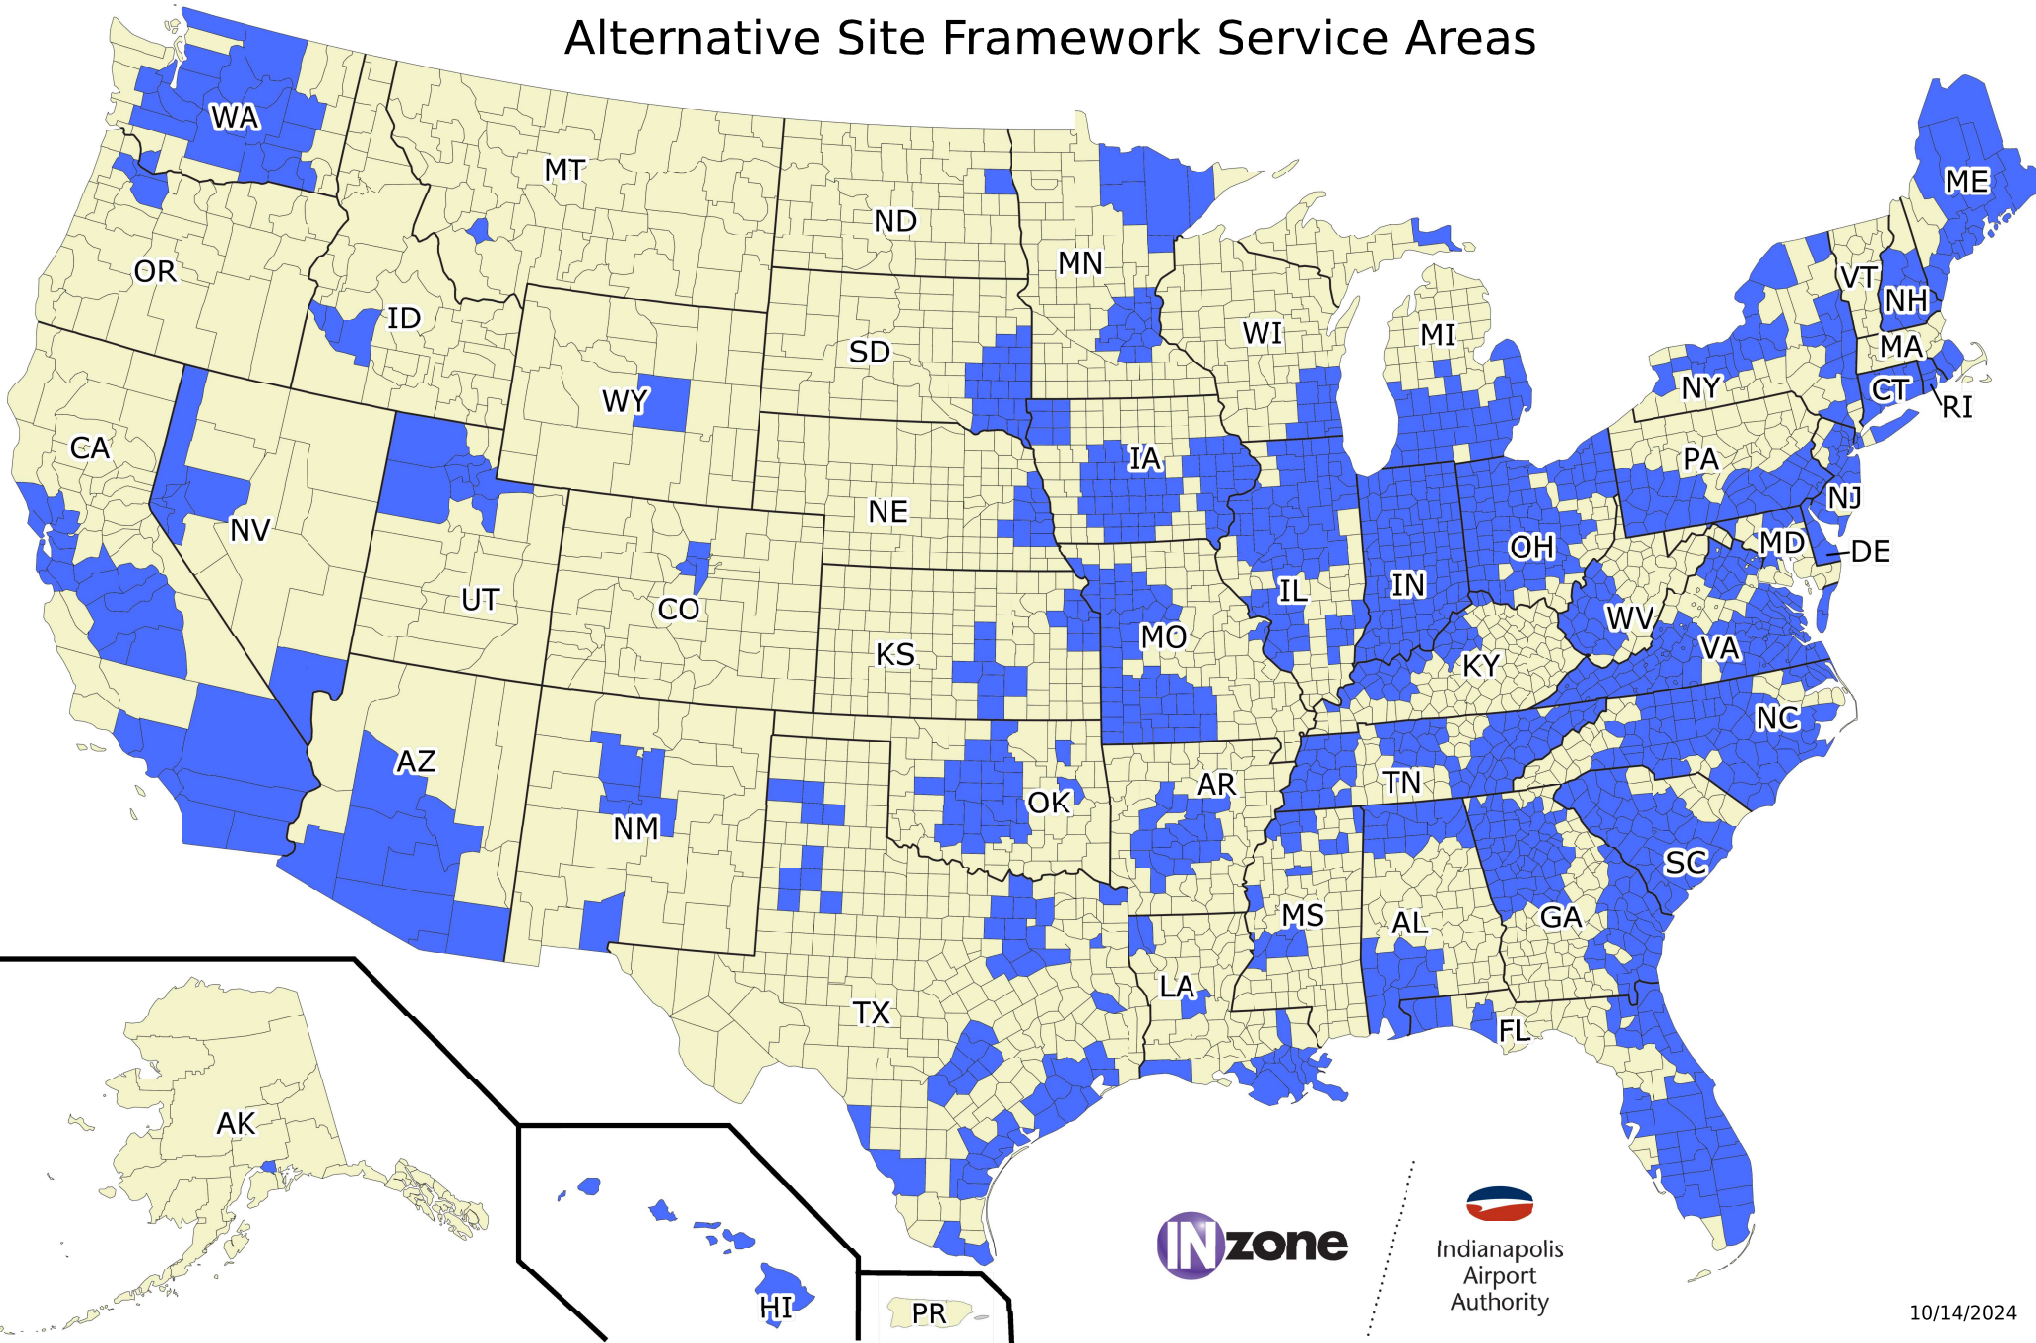 Alternative Site Framework Service Areas
WA
MT
ND
MN
ME
OR
ID
SD
WI
MI
VT
NH
MA
NY
CT
RI
WY
CA
NV
NE
IA
PA
NJ
UT
CO
KS
MO
IL
IN
OH
MD
DE
WV
VA
KY
AZ
NM
OK
AR
TN
NC
TX
LA
MS
AL
GA
SC
FL
AK
HI
PR
INzone
Indianapolis
Airport
Authority
10/14/2024